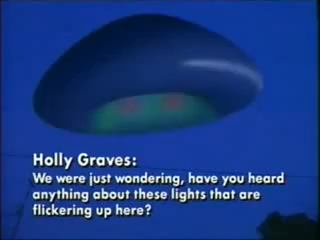 Holly Graves:
We were just wondering, have you heard
anything about these lights that are
flickering up here?